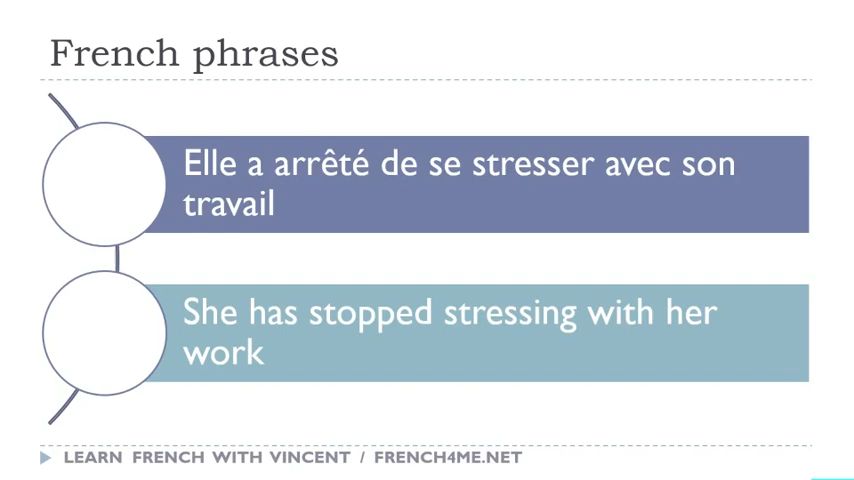 French phrases
Elle a arrêté de se stresser avec son
travail
She has stopped stressing with her
work
LEARN FRENCH WITH VINCENT / FRENCH4ME.NET